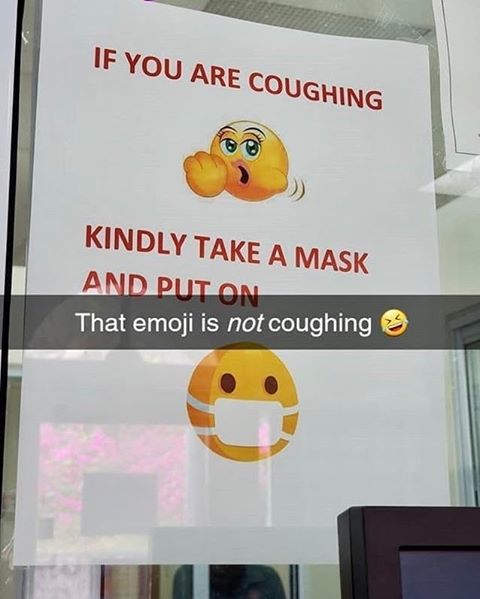 IF YOU ARE COUGHING
KINDLY TAKE A MASK
AND PUT ON
That emoji is not coughing 🤣